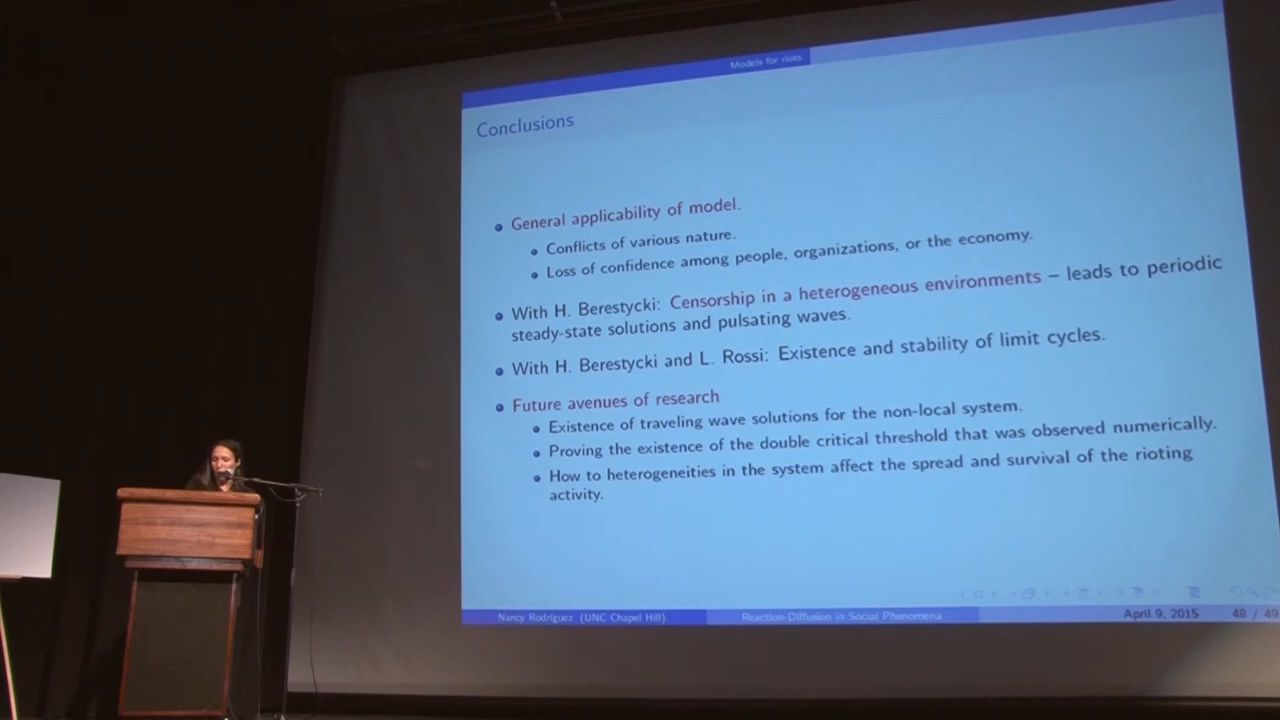 Models for riots
Conclusions
General applicability of model.
Conflicts of various nature.
Loss of confidence among people, organizations, or the economy.
With H. Berestycki: Censorship in a heterogeneous environments – leads to periodic
steady-state solutions and pulsating waves.
With H. Berestycki and L. Rossi: Existence and stability of limit cycles.
Future avenues of research
Existence of traveling wave solutions for the non-local system.
Proving the existence of the double critical threshold that was observed numerically.
How to heterogeneities in the system affect the spread and survival of the rioting
activity.
Nancy Rodríguez (UNC Chapel Hill) Reaction-Diffusion in Social Phenomena April 9, 2015 48 / 49